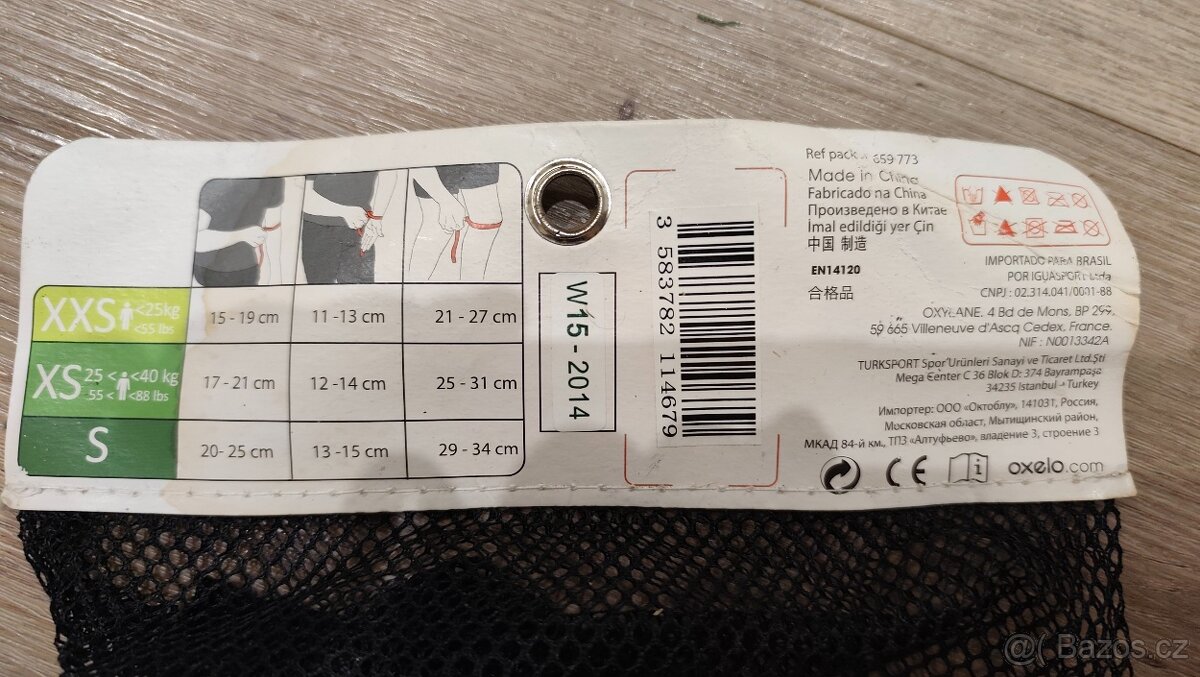 XXS <25kg <55 lbs 15 - 19 cm 11 -13 cm 21 - 27 cm
XS 25 < <40 kg 55 < <88 lbs 17 - 21 cm 12 -14 cm 25 - 31 cm
S 20- 25 cm 13 -15 cm 29 - 34 cm
W15 - 2014
3 583782 114679
Ref pack 659 773
Made in China
Fabricado na China
Произведено в Китае
İmal edildiği yer Çin
中国 制造
EN14120
合格品
IMPORTADO PARA BRASIL
POR IGUASPORT Ltda
CNPJ : 02.314.041/0001-88
OXYLANE, 4 Bd de Mons, BP 299,
59 665 Villeneuve d'Ascq Cedex, France.
NIF : N0013342A
TURKSPORT Spor Ürünleri Sanayi ve Ticaret Ltd.Şti
Mega Center C 36 Blok D: 374 Bayrampaşa
34235 Istanbul - Turkey
Импортер: ООО «Октоблу», 141031, Россия,
Московская область, Мытищинский район,
МКАД 84-й км., ТПЗ «Алтуфьево», владение 3, строение 3
CE
i
oxelo.com
@( Bazos.cz